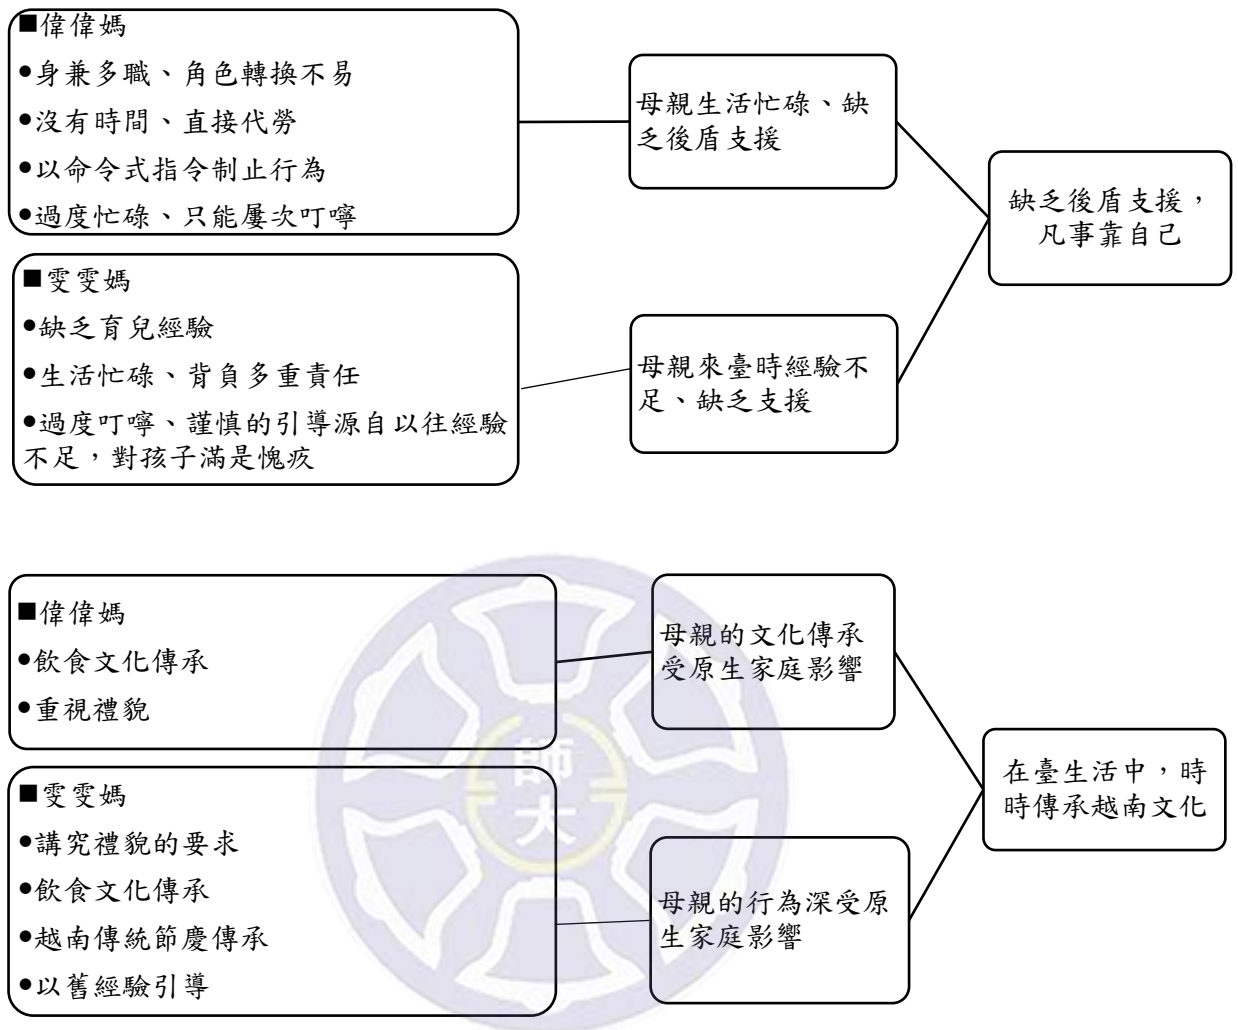 ■偉偉媽
●身兼多職、角色轉換不易
●沒有時間、直接代勞
●以命令式指令制止行為
●過度忙碌、只能屢次叮嚀
母親生活忙碌、缺
乏後盾支援
■雯雯媽
●缺乏育兒經驗
●生活忙碌、背負多重責任
●過度叮嚀、謹慎的引導源自以往經驗
不足，對孩子滿是愧疚
母親來臺時經驗不
足、缺乏支援
缺乏後盾支援，
凡事靠自己
■偉偉媽
●飲食文化傳承
●重視禮貌
母親的文化傳承
受原生家庭影響
■雯雯媽
●講究禮貌的要求
●飲食文化傳承
●越南傳統節慶傳承
●以舊經驗引導
母親的行為深受原
生家庭影響
在臺生活中，時
時傳承越南文化
師
大